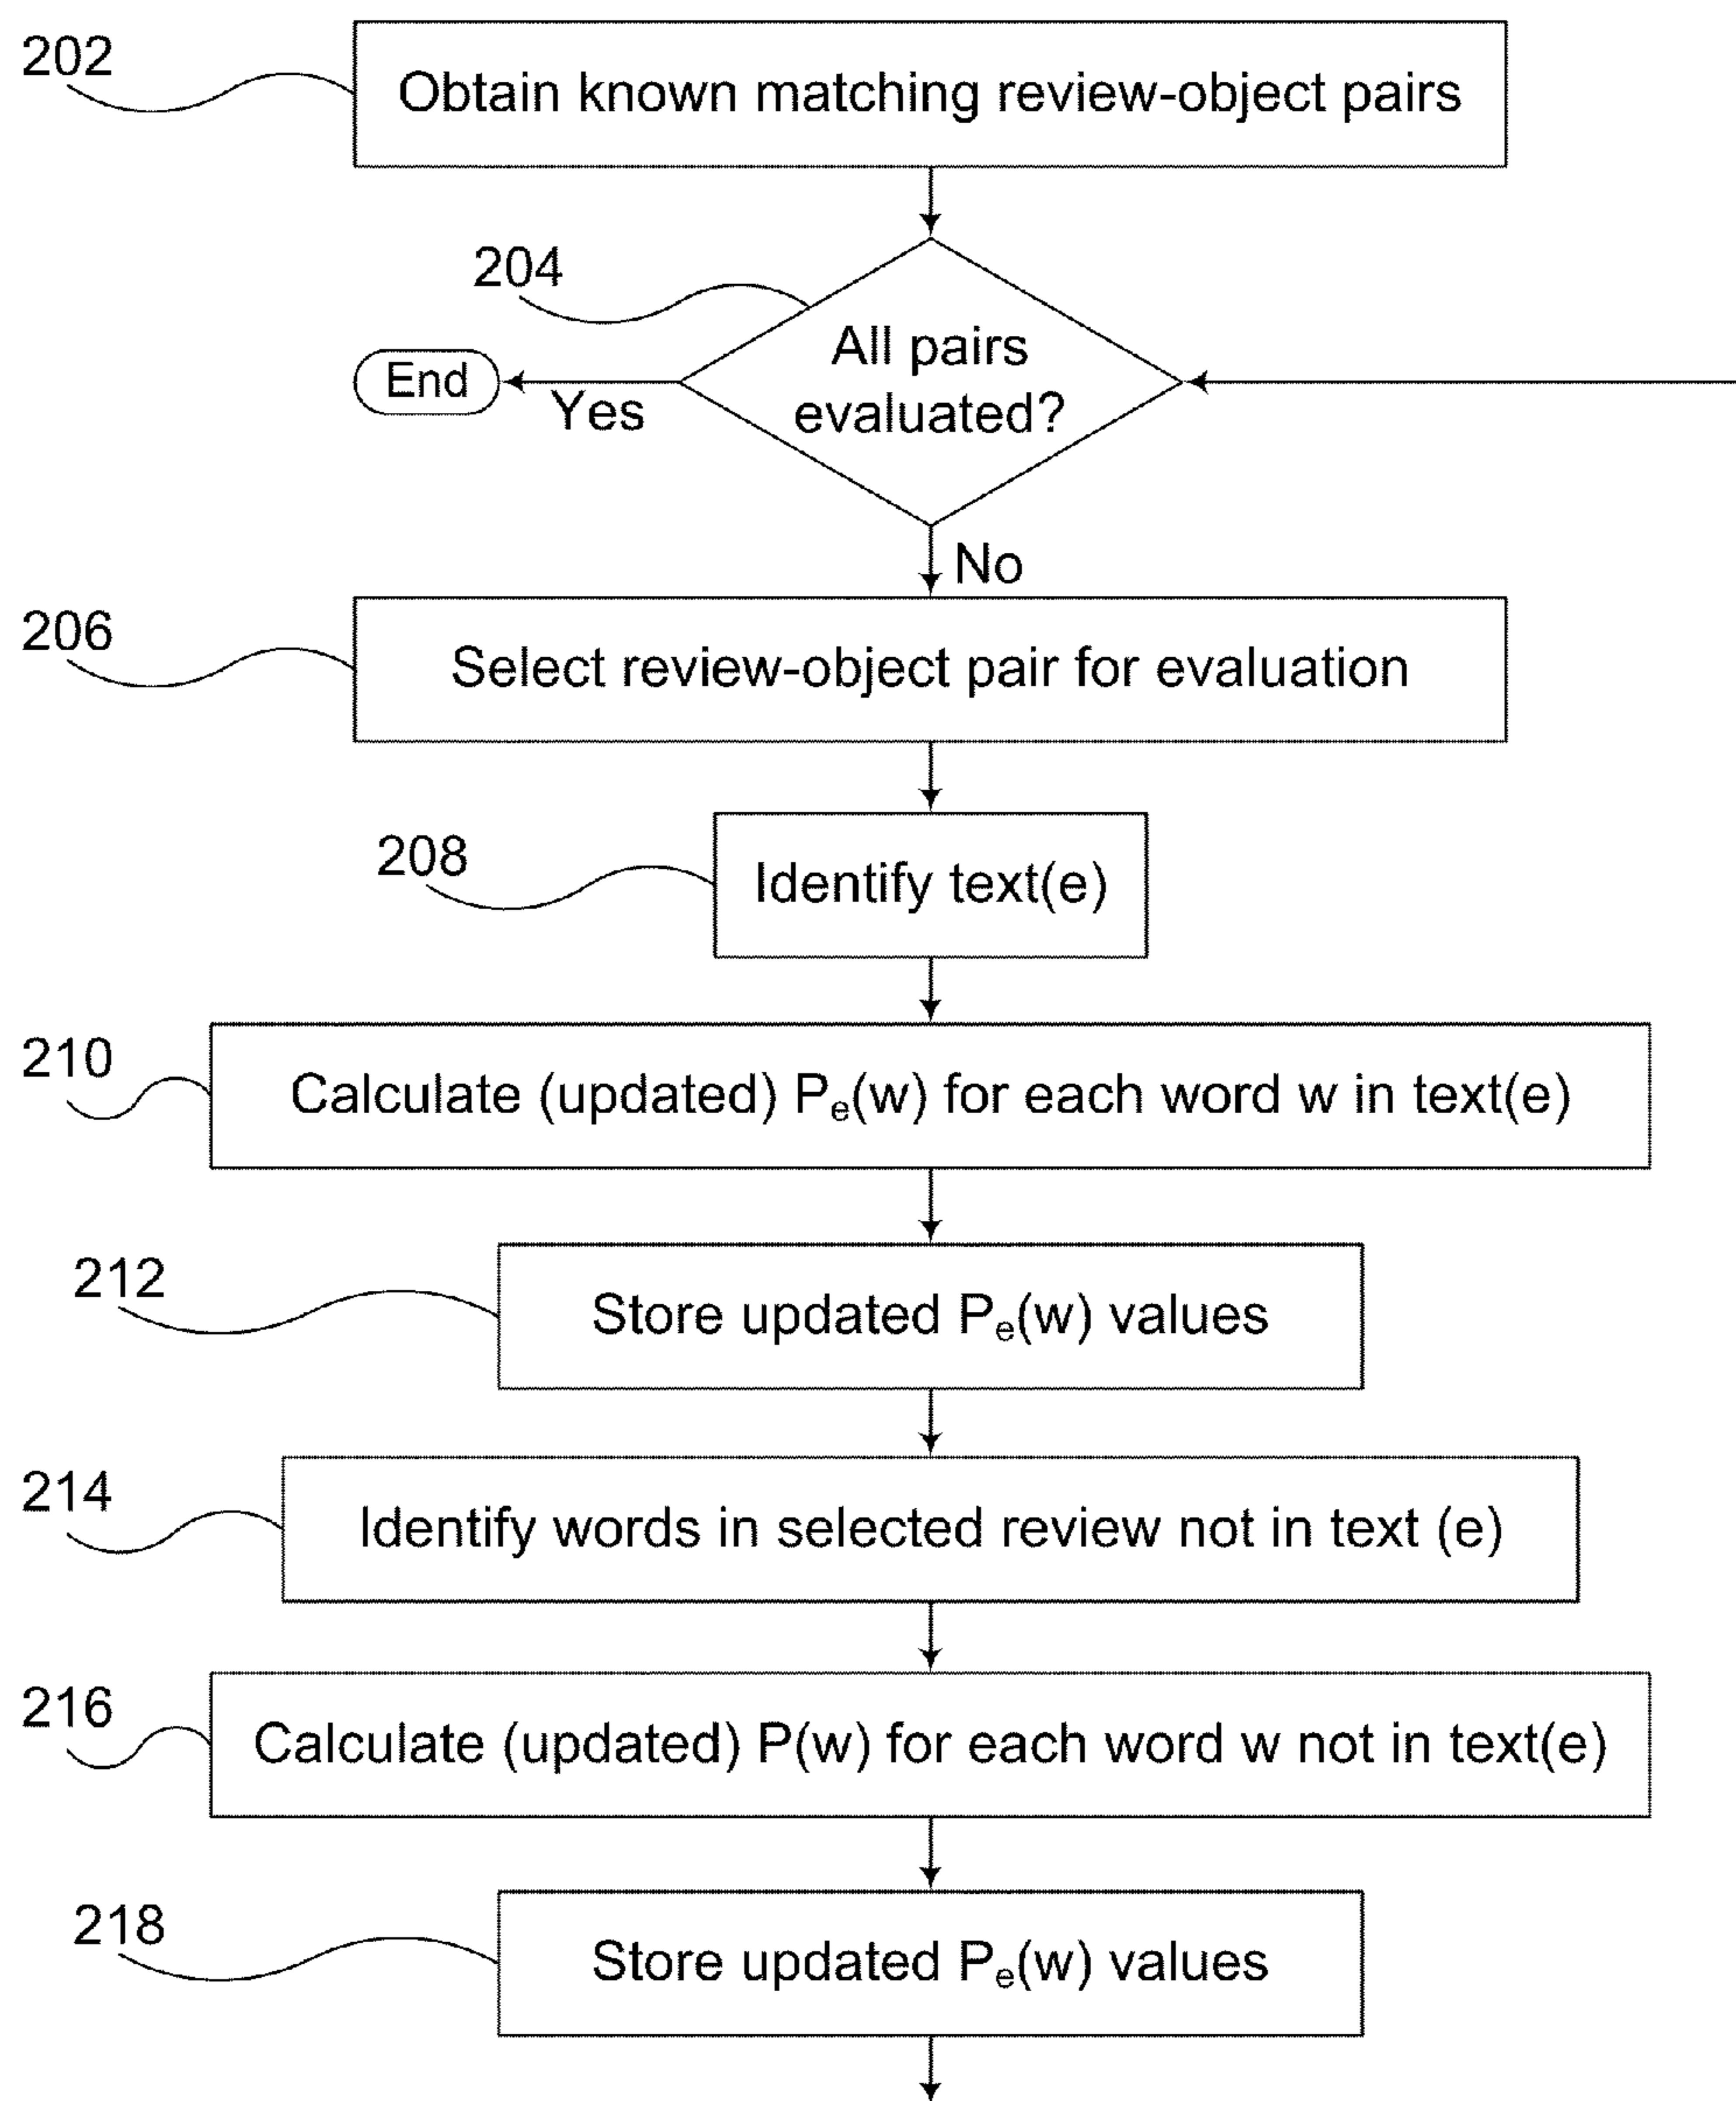 202
Obtain known matching review-object pairs
204
All pairs
evaluated?
End
Yes
No
206
Select review-object pair for evaluation
208
Identify text(e)
210
Calculate (updated) Pₑ(w) for each word w in text(e)
212
Store updated Pₑ(w) values
214
Identify words in selected review not in text (e)
216
Calculate (updated) P(w) for each word w not in text(e)
218
Store updated Pₑ(w) values